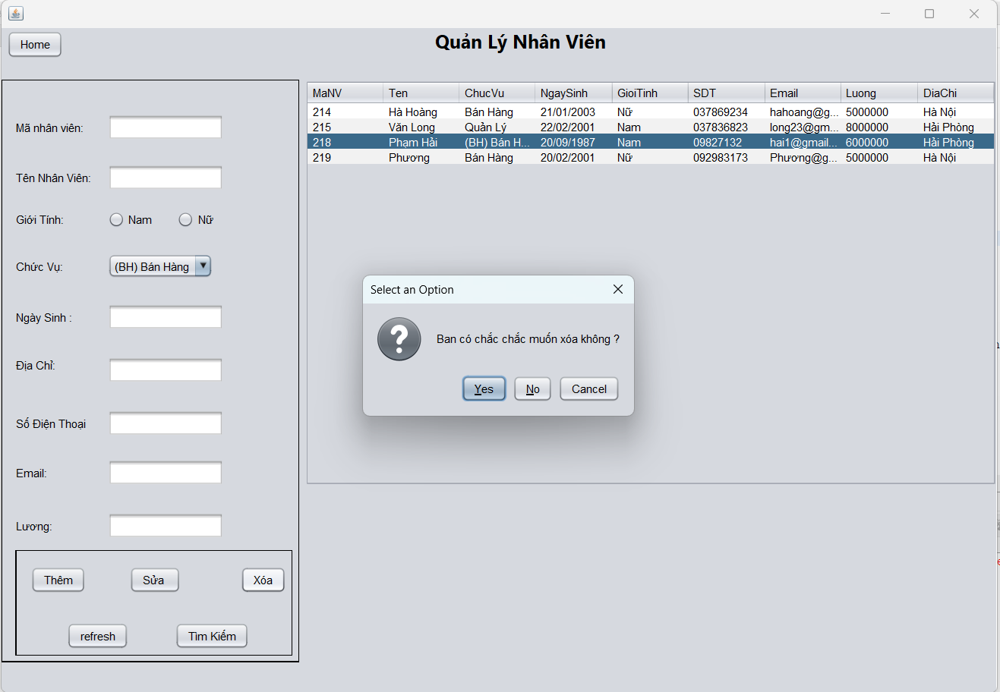 Home
Quản Lý Nhân Viên
Mã nhân viên:
Tên Nhân Viên:
Giới Tính: Nam Nữ
Chức Vụ: (BH) Bán Hàng
Ngày Sinh :
Địa Chỉ:
Số Điện Thoại
Email:
Lương:
Thêm Sửa Xóa
refresh Tìm Kiếm
MaNV Ten ChucVu NgaySinh GioiTinh SDT Email Luong DiaChi
214 Hà Hoàng Bán Hàng 21/01/2003 Nữ 037869234 hahoang@g... 5000000 Hà Nội
215 Văn Long Quản Lý 22/02/2001 Nam 037836823 long23@gm... 8000000 Hải Phòng
218 Phạm Hải (BH) Bán H... 20/09/1987 Nam 09827132 hai1@gmail... 6000000 Hải Phòng
219 Phương Bán Hàng 20/02/2001 Nữ 092983173 Phương@g... 5000000 Hà Nội
Select an Option
Ban có chắc chắc muốn xóa không ?
Yes No Cancel